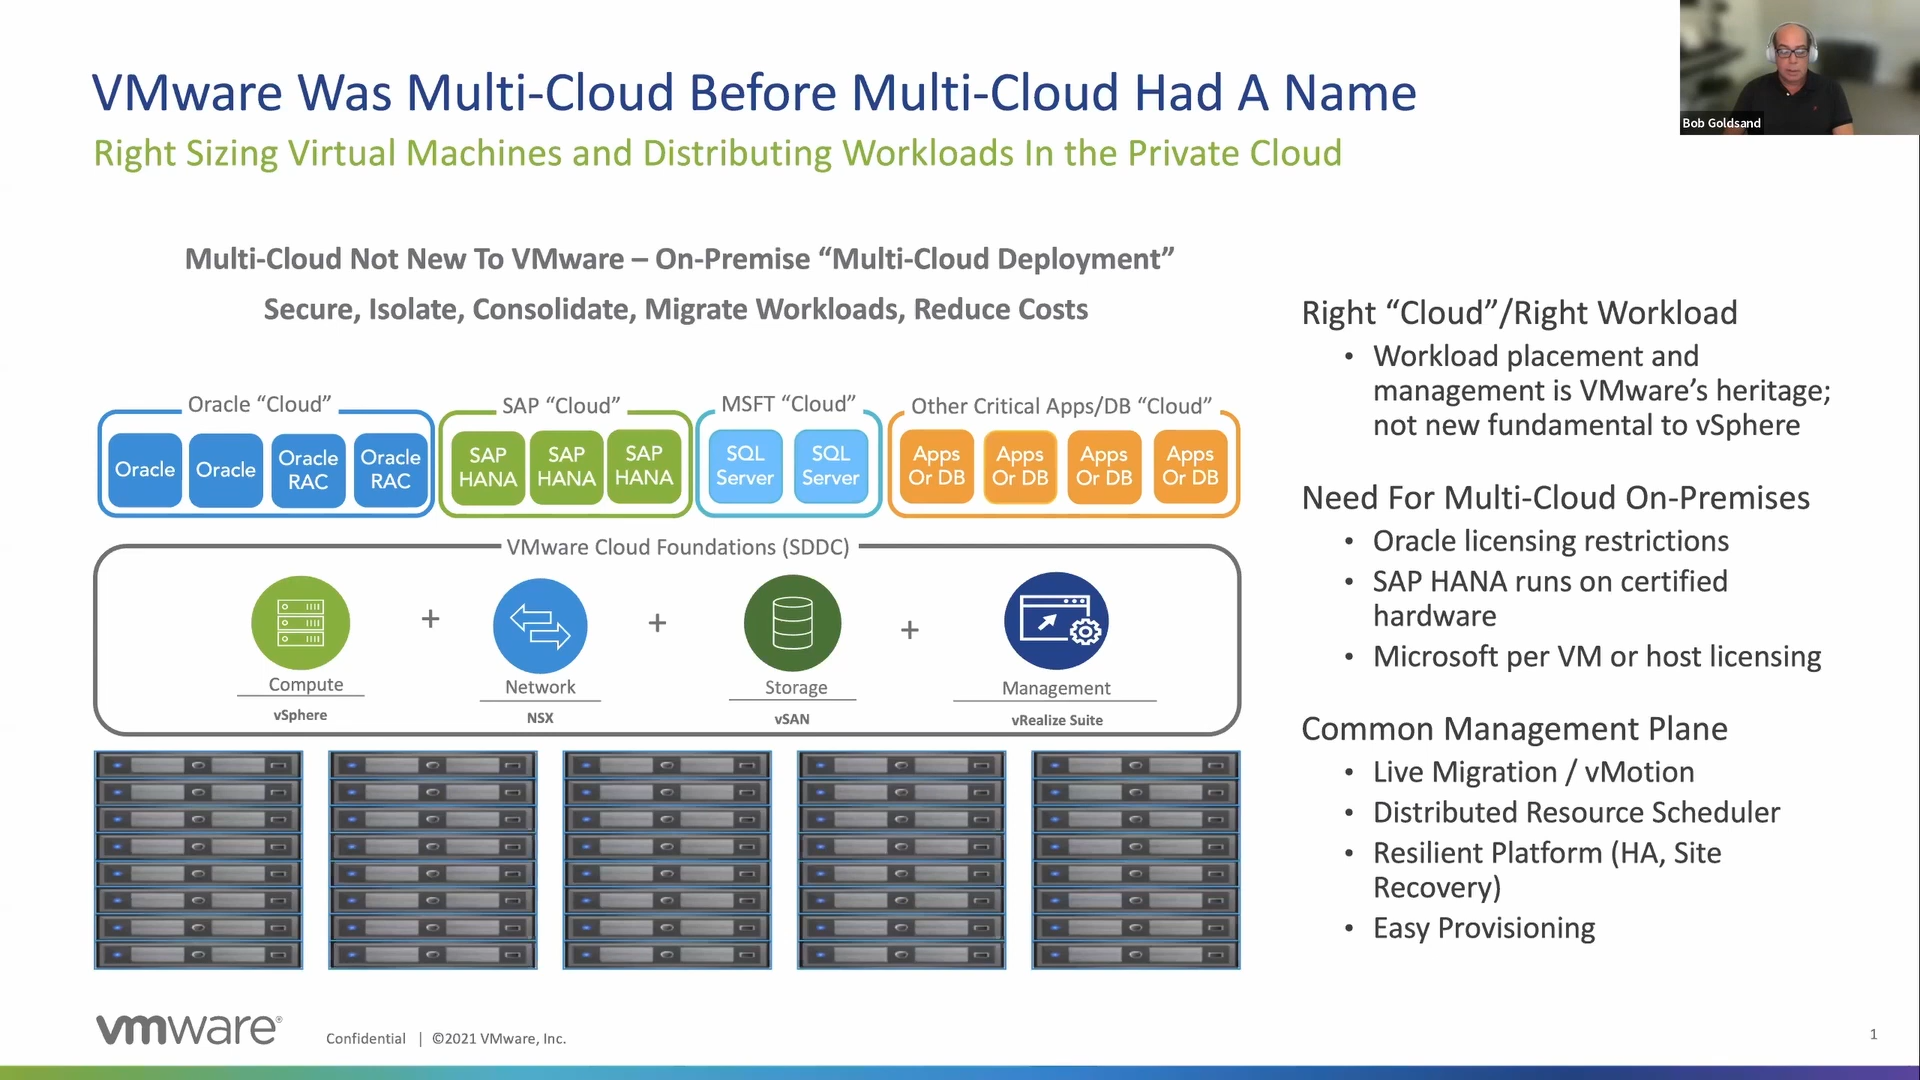 VMware Was Multi-Cloud Before Multi-Cloud Had A Name
Right Sizing Virtual Machines and Distributing Workloads In the Private Cloud
Bob Goldsand
Multi-Cloud Not New To VMware – On-Premise “Multi-Cloud Deployment”
Secure, Isolate, Consolidate, Migrate Workloads, Reduce Costs
Oracle “Cloud”
Oracle
Oracle
Oracle
RAC
Oracle
RAC
SAP “Cloud”
SAP
HANA
SAP
HANA
SAP
HANA
MSFT “Cloud”
SQL
Server
SQL
Server
Other Critical Apps/DB “Cloud”
Apps
Or DB
Apps
Or DB
Apps
Or DB
Apps
Or DB
VMware Cloud Foundations (SDDC)
Compute
vSphere
+
Network
NSX
+
Storage
vSAN
+
Management
vRealize Suite
Right “Cloud”/Right Workload
• Workload placement and
management is VMware’s heritage;
not new fundamental to vSphere
Need For Multi-Cloud On-Premises
• Oracle licensing restrictions
• SAP HANA runs on certified
hardware
• Microsoft per VM or host licensing
Common Management Plane
• Live Migration / vMotion
• Distributed Resource Scheduler
• Resilient Platform (HA, Site
Recovery)
• Easy Provisioning
vmware®
Confidential | ©2021 VMware, Inc.
1